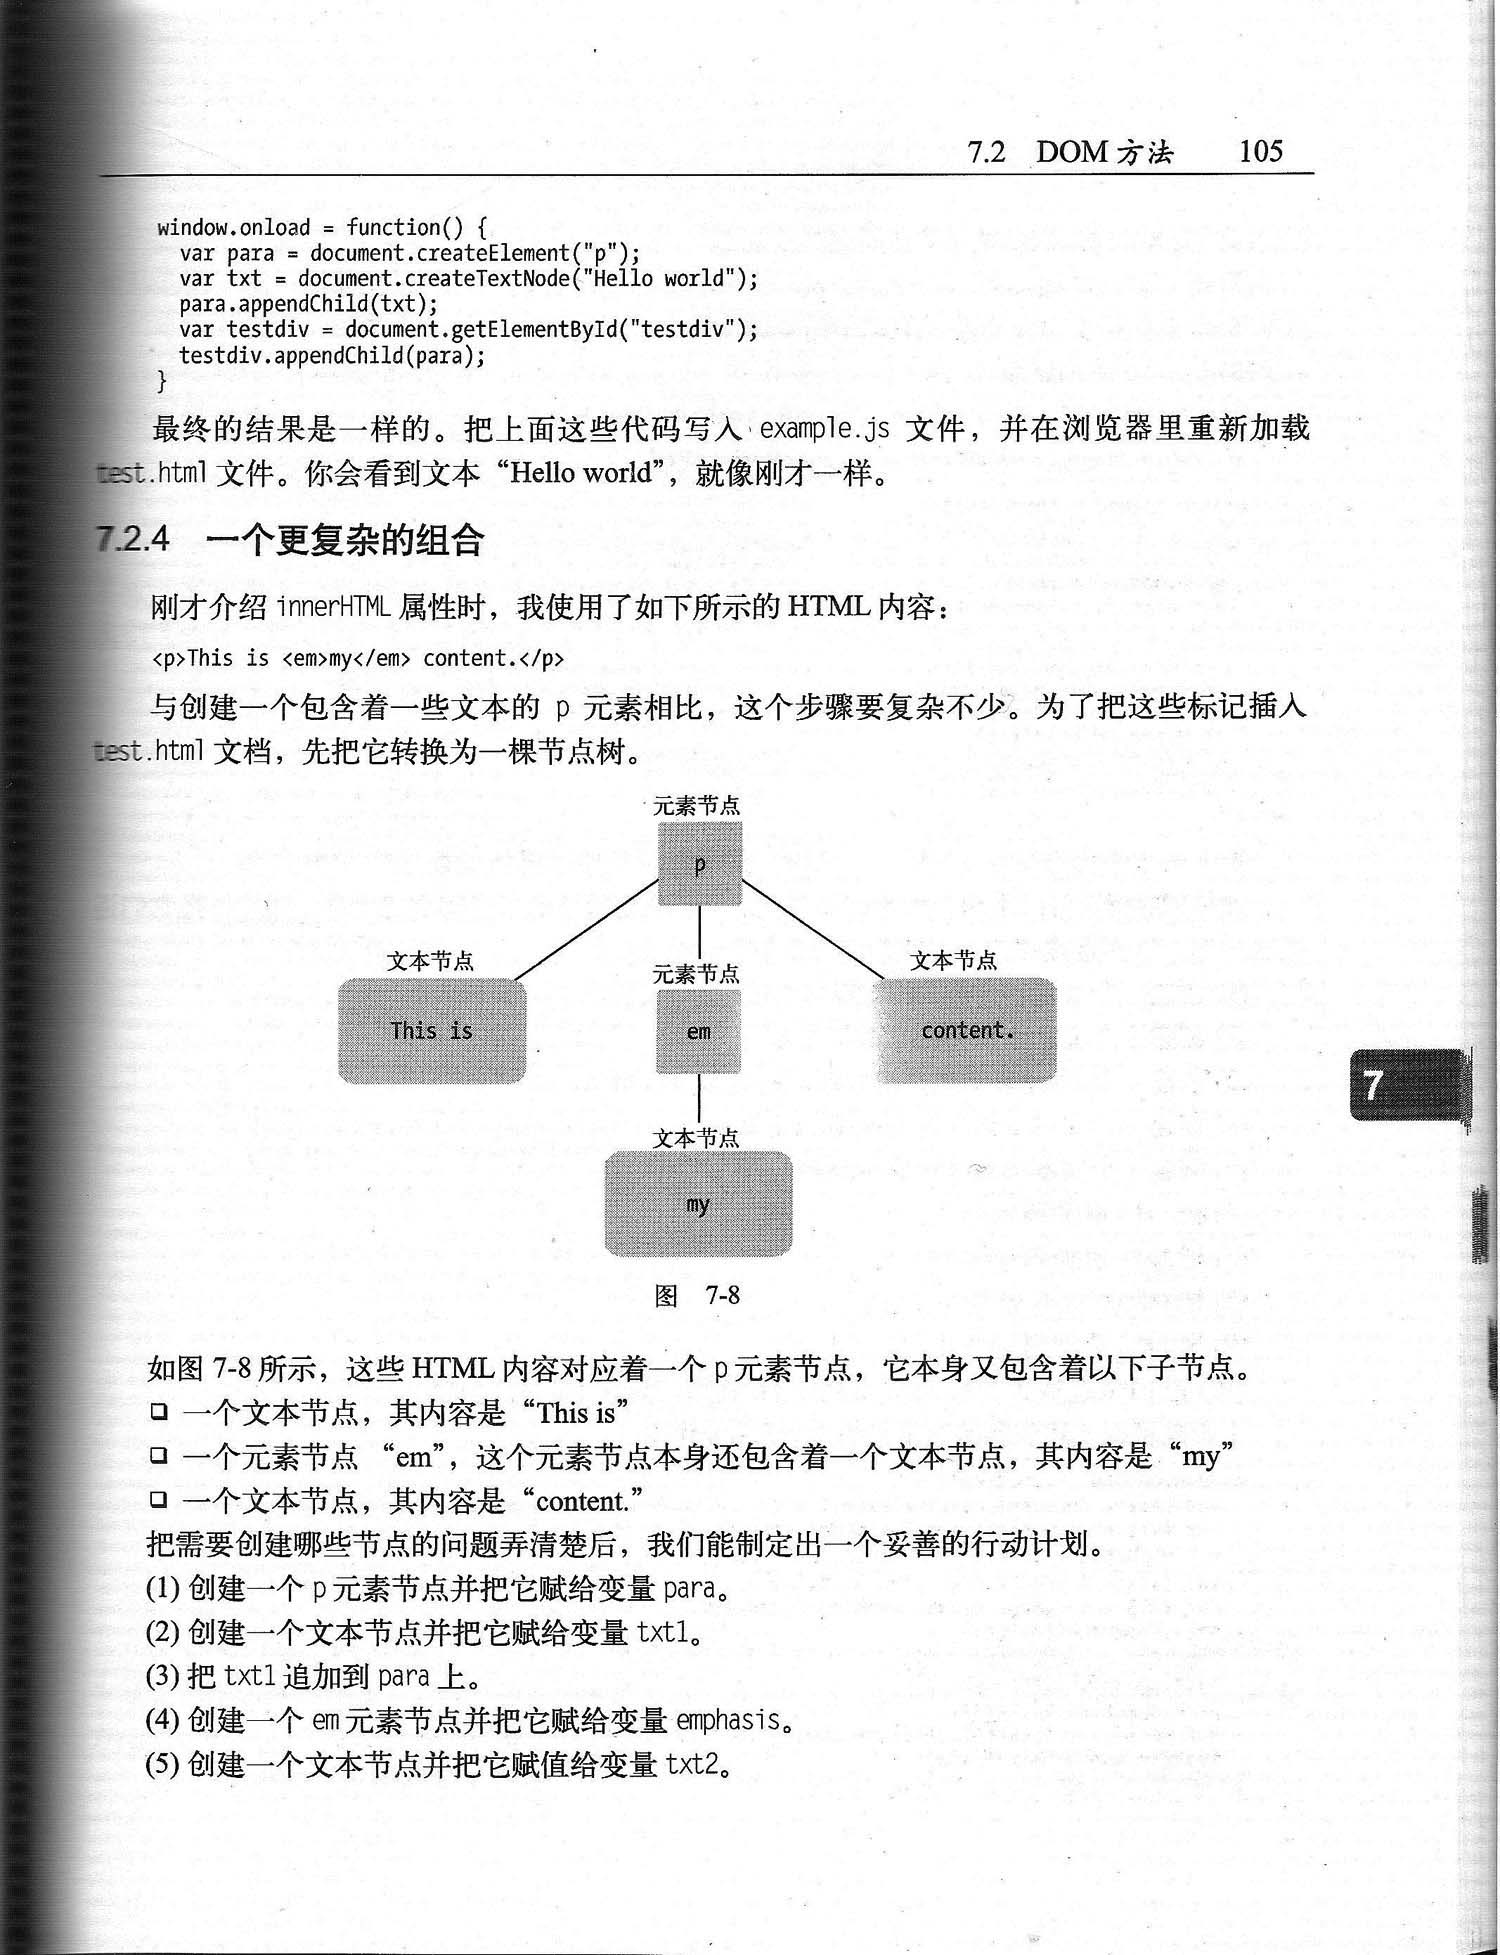 7.2 DOM 方法 105
window.onload = function() {
var para = document.createElement("p");
var txt = document.createTextNode("Hello world");
para.appendChild(txt);
var testdiv = document.getElementById("testdiv");
testdiv.appendChild(para);
}
最终的结果是一样的。把上面这些代码写入 example.js 文件，并在浏览器里重新加载
test.html 文件。你会看到文本“Hello world”，就像刚才一样。
7.2.4 一个更复杂的组合
刚才介绍 innerHTML 属性时，我使用了如下所示的 HTML 内容：
<p>This is <em>my</em> content.</p>
与创建一个包含着一些文本的 p 元素相比，这个步骤要复杂不少。为了把这些标记插入
test.html 文档，先把它转换为一棵节点树。
元素节点
p
文本节点
元素节点
文本节点
This is
em
content.
7
文本节点
my
图 7-8
如图 7-8 所示，这些 HTML 内容对应着一个 p 元素节点，它本身又包含着以下子节点。
❑ 一个文本节点，其内容是“This is”
❑ 一个元素节点 “em”，这个元素节点本身还包含着一个文本节点，其内容是“my”
❑ 一个文本节点，其内容是“content.”
把需要创建哪些节点的问题弄清楚后，我们能制定出一个妥善的行动计划。
(1) 创建一个 p 元素节点并把它赋给变量 para。
(2) 创建一个文本节点并把它赋给变量 txt1。
(3) 把 txt1 追加到 para 上。
(4) 创建一个 em 元素节点并把它赋给变量 emphasis。
(5) 创建一个文本节点并把它赋值给变量 txt2。